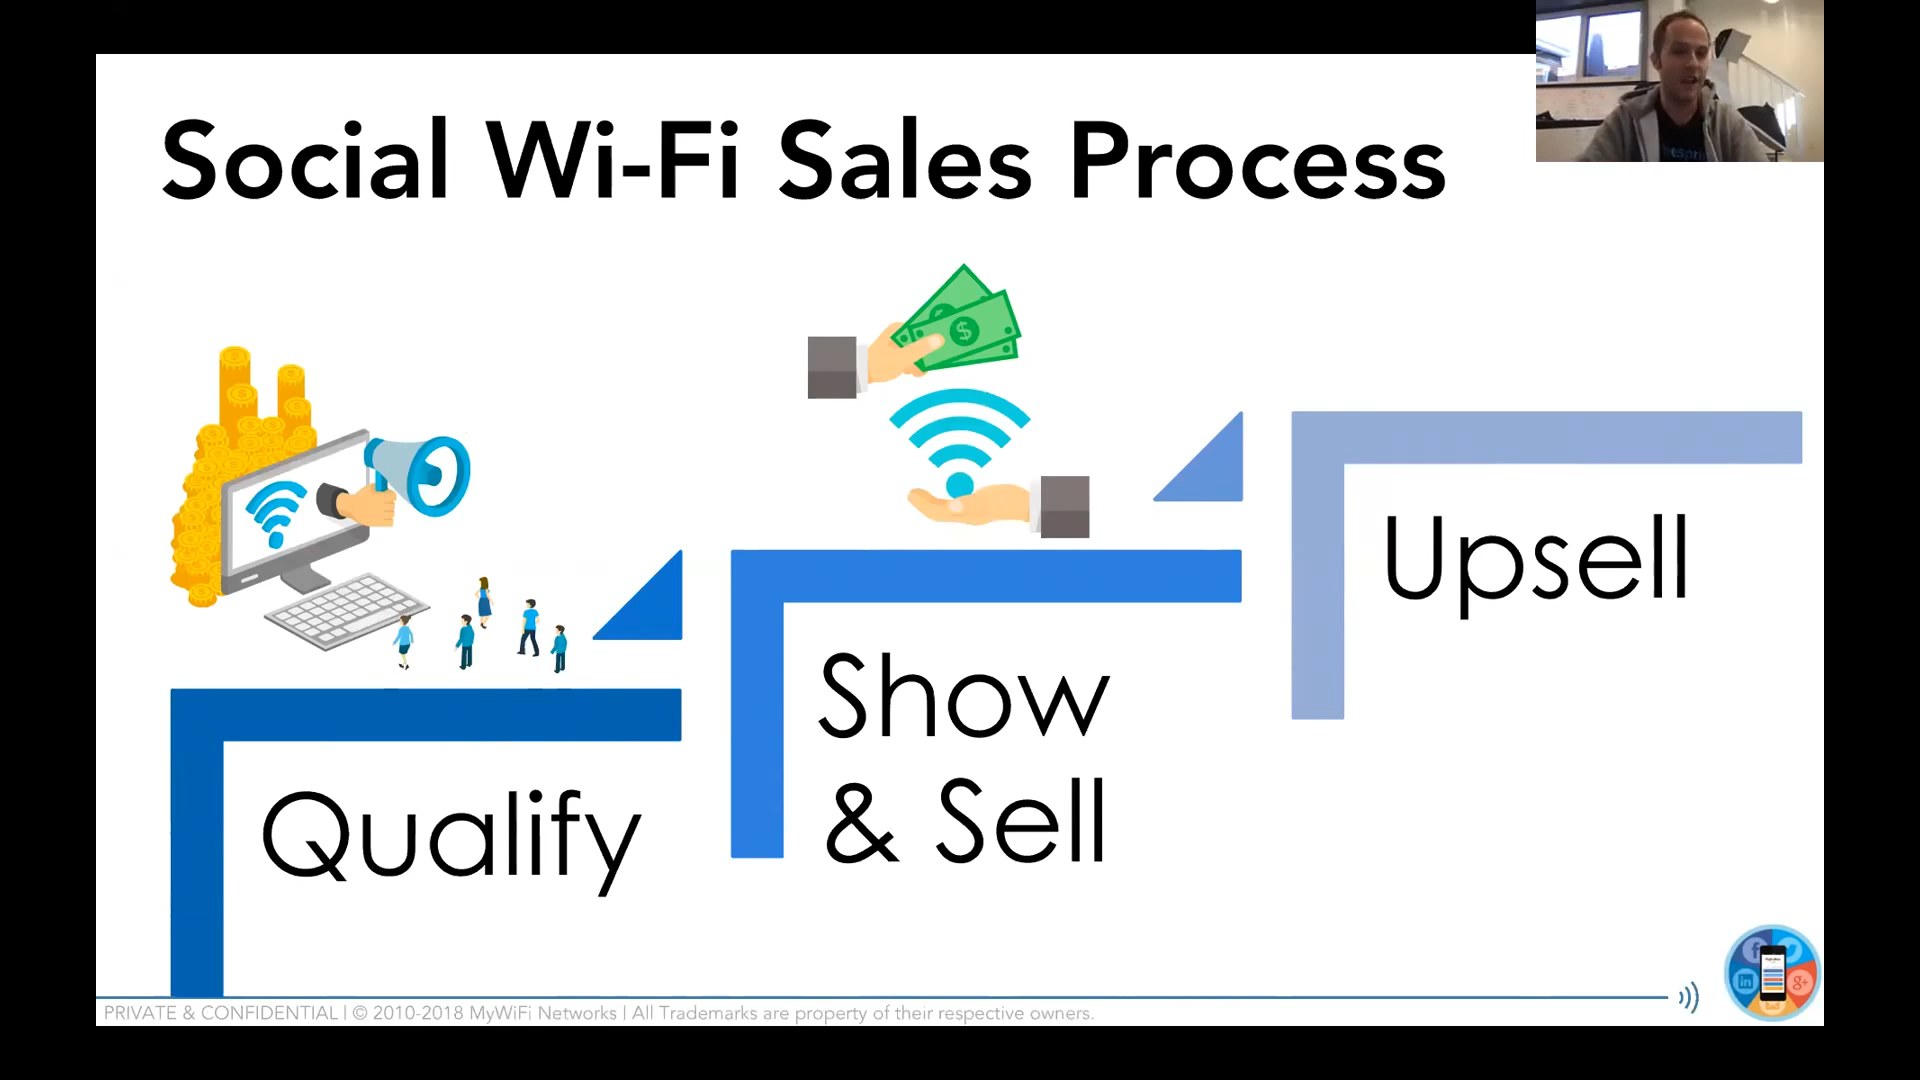 Social Wi-Fi Sales Process
Upsell
Show
& Sell
Qualify
PRIVATE & CONFIDENTIAL | © 2010-2018 MyWiFi Networks | All Trademarks are property of their respective owners.